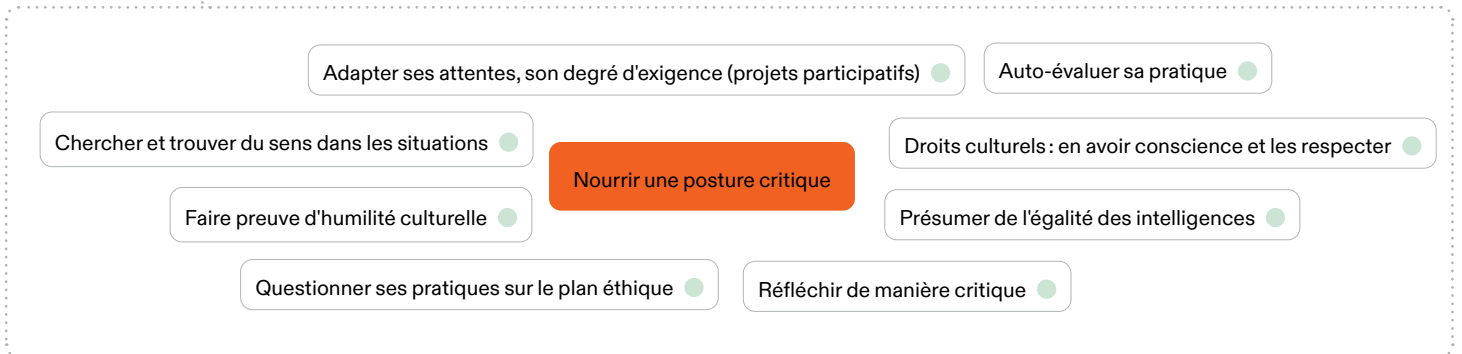 Adapter ses attentes, son degré d'exigence (projets participatifs)
Auto-évaluer sa pratique
Chercher et trouver du sens dans les situations
Droits culturels : en avoir conscience et les respecter
Nourrir une posture critique
Faire preuve d'humilité culturelle
Présumer de l'égalité des intelligences
Questionner ses pratiques sur le plan éthique
Réfléchir de manière critique